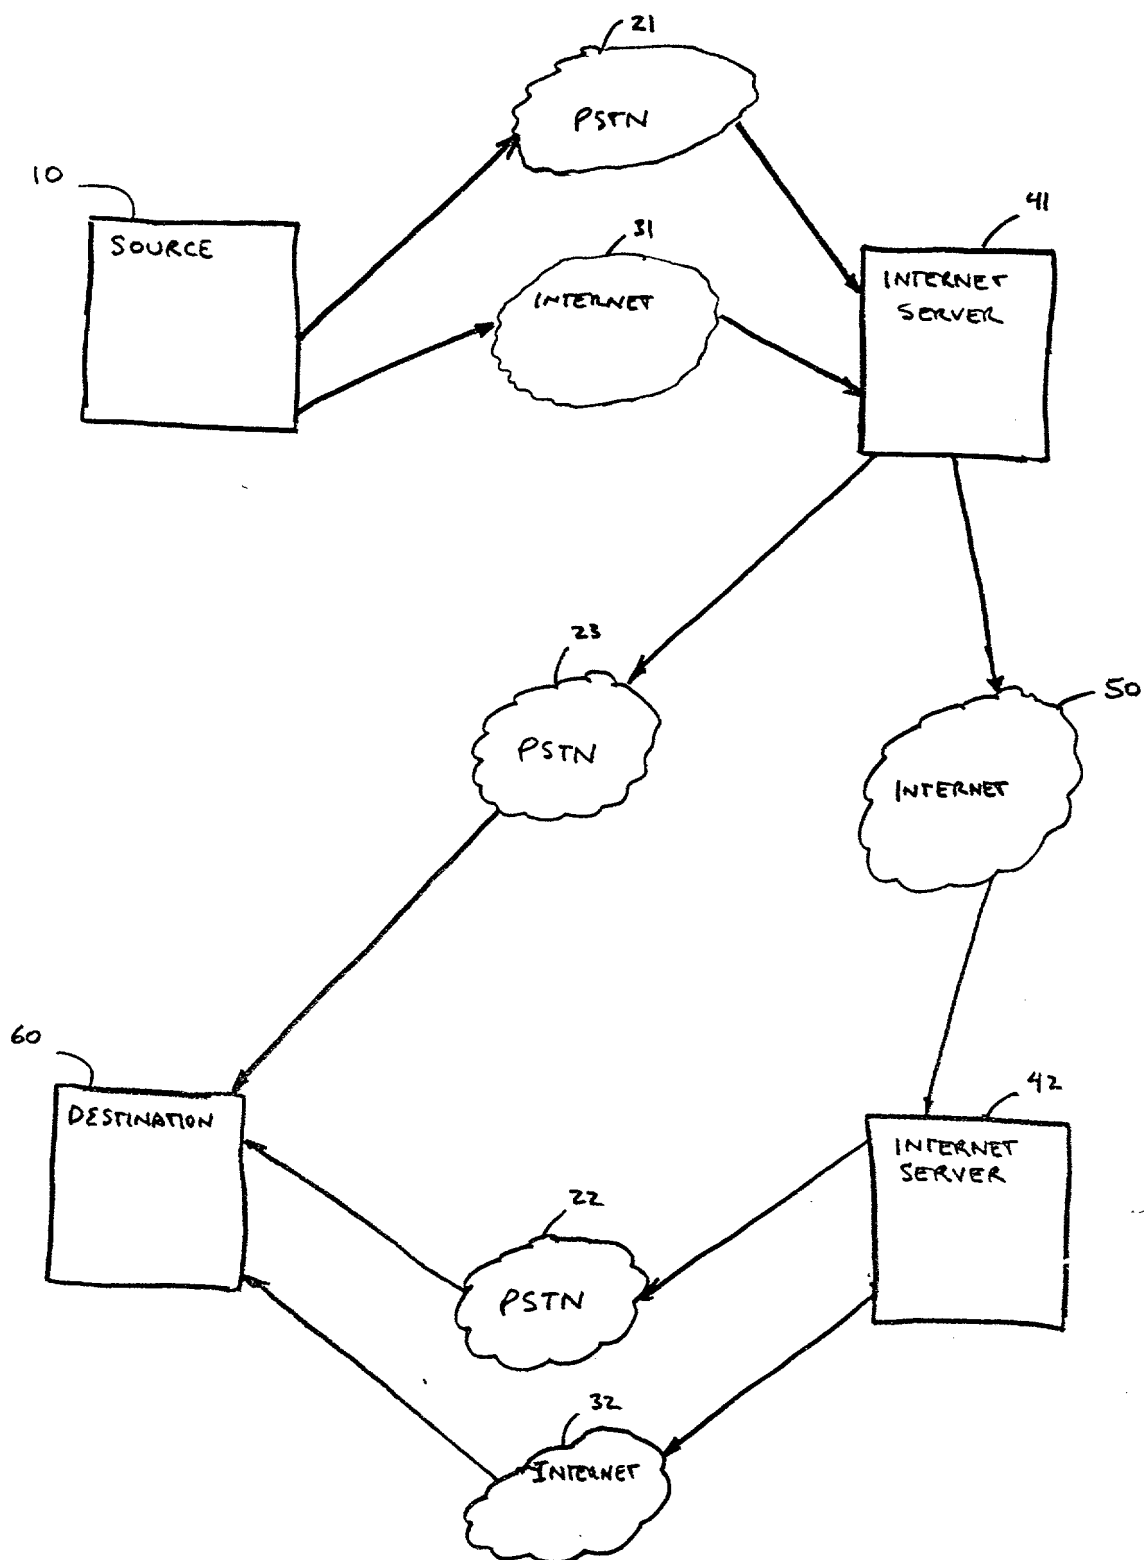 21
PSTN
10
SOURCE
31
INTERNET
41
INTERNET
SERVER
23
PSTN
50
INTERNET
60
DESTINATION
42
INTERNET
SERVER
22
PSTN
32
INTERNET